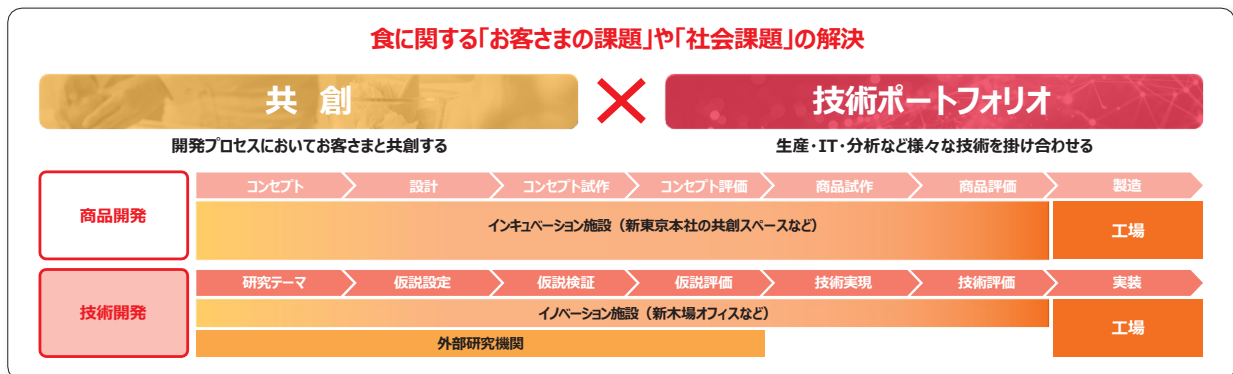 食に関する「お客さまの課題」や「社会課題」の解決
共 創
技術ポートフォリオ
開発プロセスにおいてお客さまと共創する
生産・IT・分析など様々な技術を掛け合わせる
商品開発
コンセプト
設計
コンセプト試作
コンセプト評価
商品試作
商品評価
製造
インキュベーション施設（新東京本社の共創スペースなど）
工場
技術開発
研究テーマ
仮説設定
仮説検証
仮説評価
技術実現
技術評価
実装
イノベーション施設（新木場オフィスなど）
工場
外部研究機関